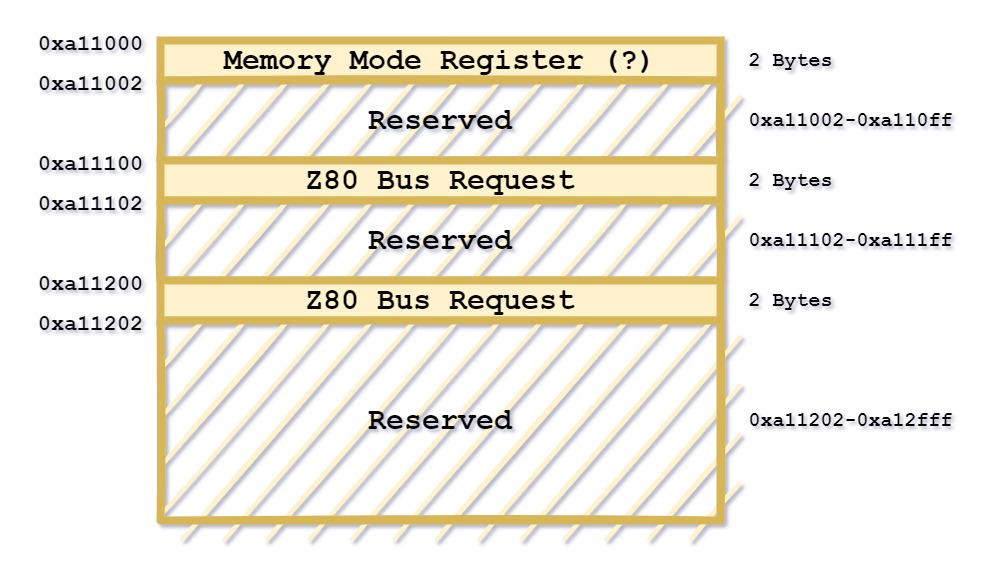 0xa11000
Memory Mode Register (?)
2 Bytes
0xa11002
Reserved
0xa11002-0xa110ff
0xa11100
Z80 Bus Request
2 Bytes
0xa11102
Reserved
0xa11102-0xa111ff
0xa11200
Z80 Bus Request
2 Bytes
0xa11202
Reserved
0xa11202-0xa12fff